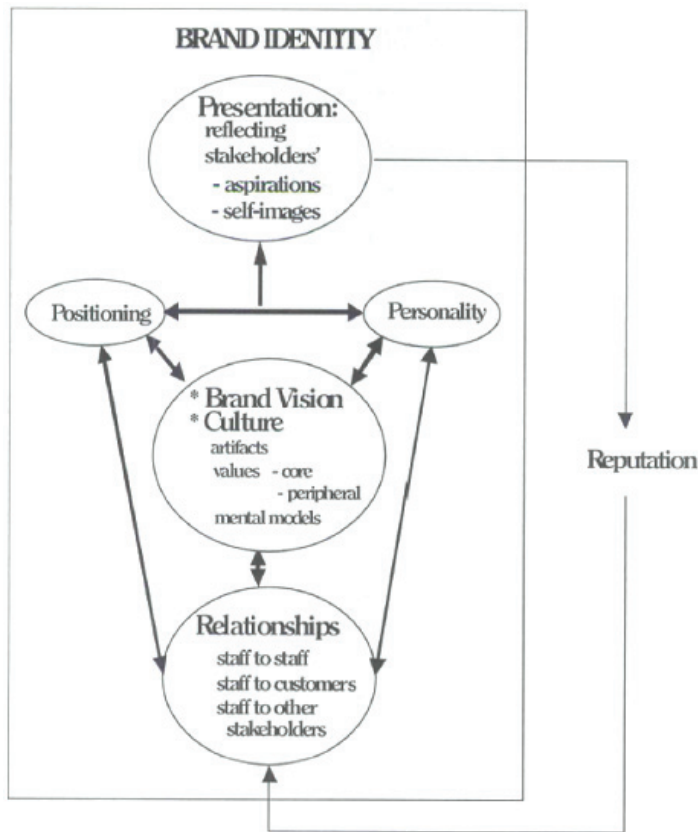 BRAND IDENTITY
Presentation:
reflecting
stakeholders'
- aspirations
- self-images
Positioning
Personality
* Brand Vision
* Culture
artifacts
values - core
- peripheral
mental models
Reputation
Relationships
staff to staff
staff to customers
staff to other
stakeholders